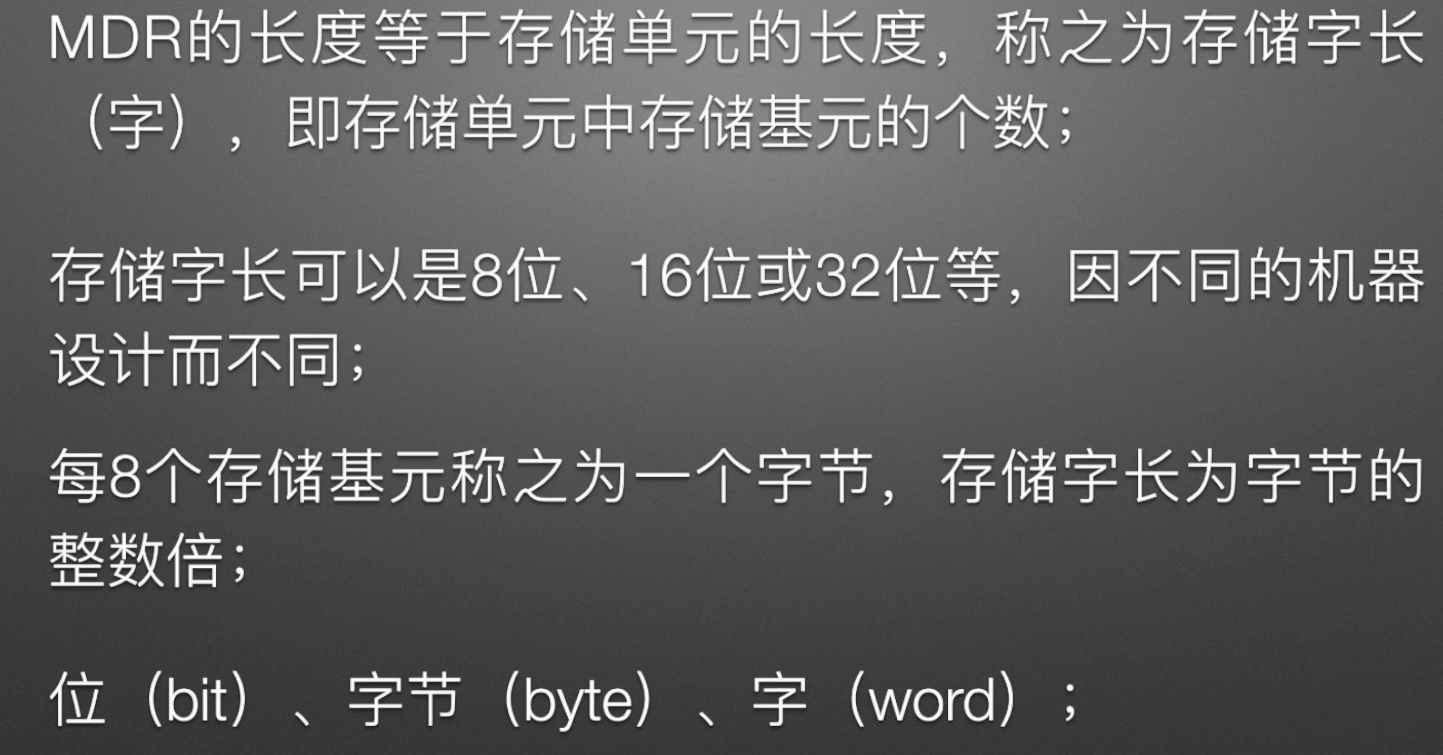 MDR的长度等于存储单元的长度，称之为存储字长
（字），即存储单元中存储基元的个数；
存储字长可以是8位、16位或32位等，因不同的机器
设计而不同；
每8个存储基元称之为一个字节，存储字长为字节的
整数倍；
位（bit）、字节（byte）、字（word）；